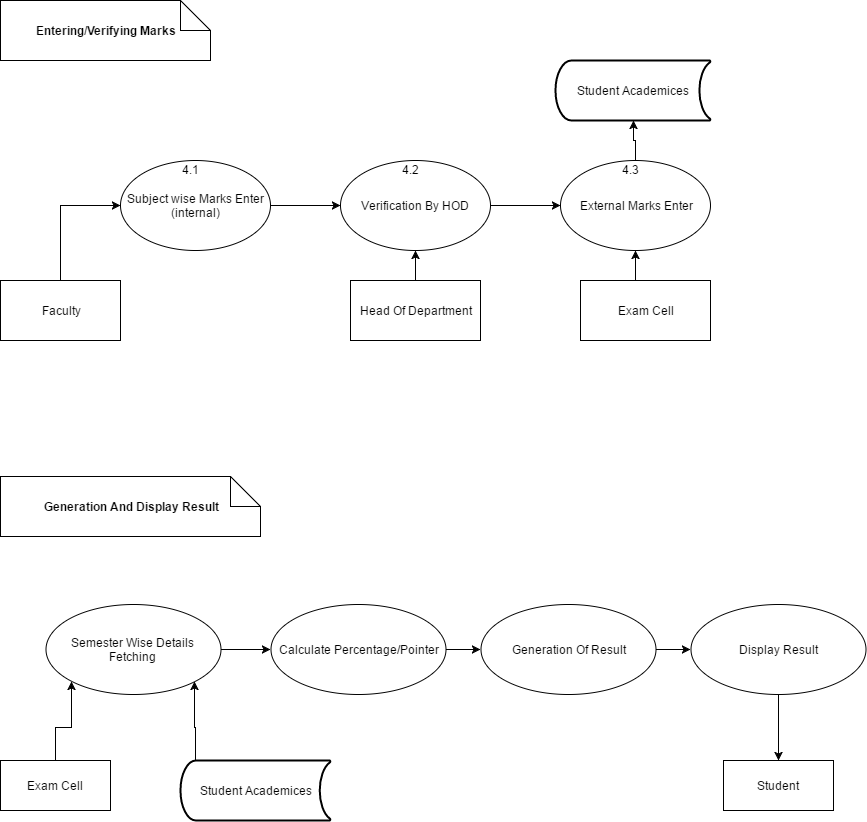 Entering/Verifying Marks
Student Academices
4.1
Subject wise Marks Enter
(internal)
4.2
Verification By HOD
4.3
External Marks Enter
Faculty
Head Of Department
Exam Cell
Generation And Display Result
Semester Wise Details
Fetching
Calculate Percentage/Pointer
Generation Of Result
Display Result
Exam Cell
Student Academices
Student